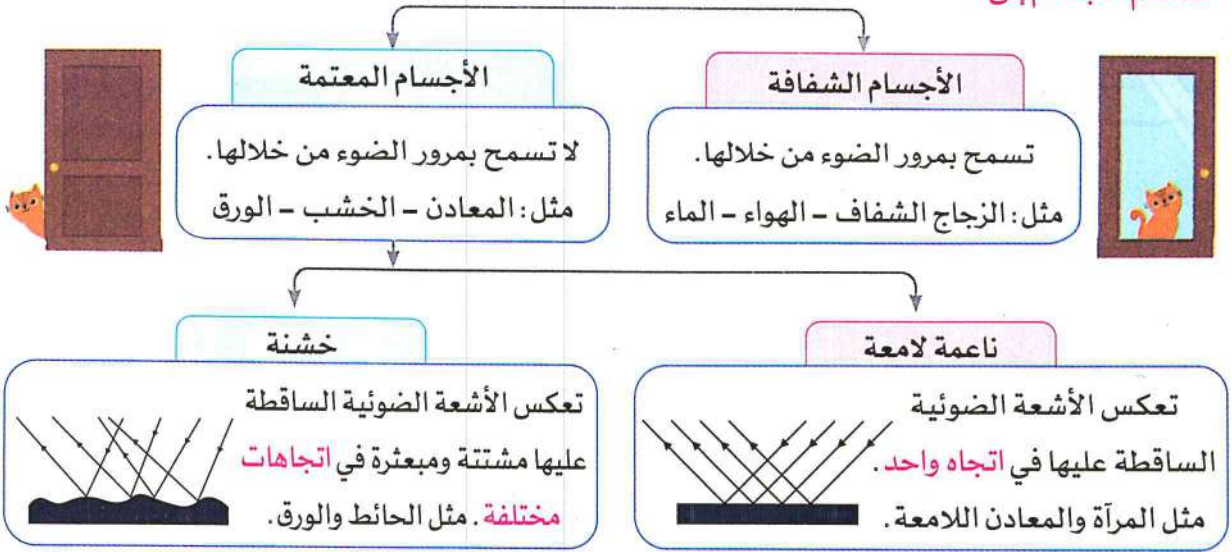 الأجسام الشفافة
تسمح بمرور الضوء من خلالها.
مثل: الزجاج الشفاف - الهواء - الماء
الأجسام المعتمة
لا تسمح بمرور الضوء من خلالها.
مثل: المعادن - الخشب - الورق
ناعمة لامعة
تعكس الأشعة الضوئية
الساقطة عليها في اتجاه واحد.
مثل المرآة والمعادن اللامعة.
خشنة
تعكس الأشعة الضوئية الساقطة
عليها مشتتة ومبعثرة في اتجاهات
مختلفة. مثل الحائط والورق.